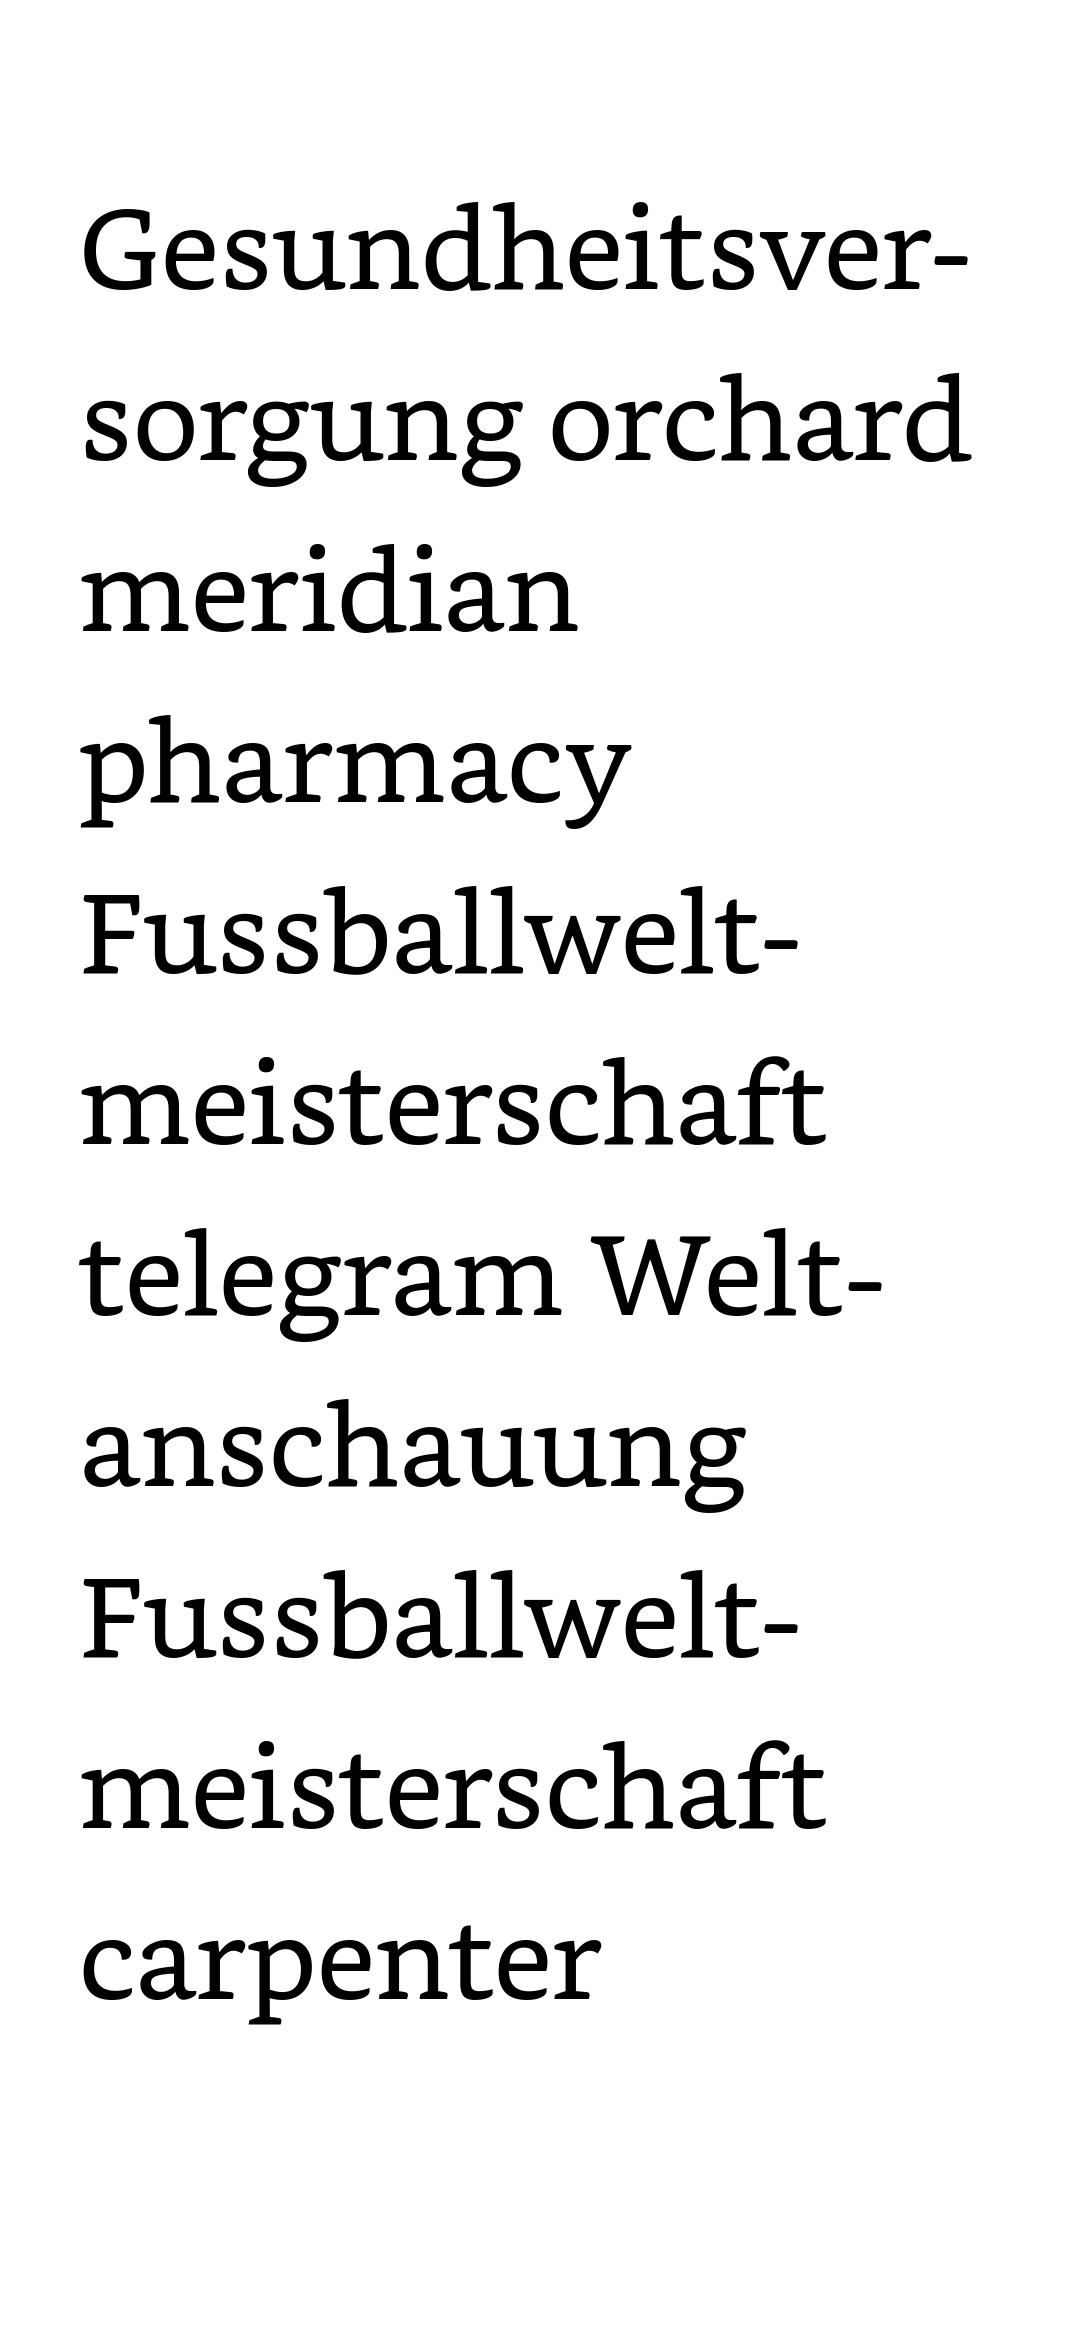 Gesundheitsver-
sorgung orchard
meridian
pharmacy
Fussballwelt-
meisterschaft
telegram Welt-
anschauung
Fussballwelt-
meisterschaft
carpenter